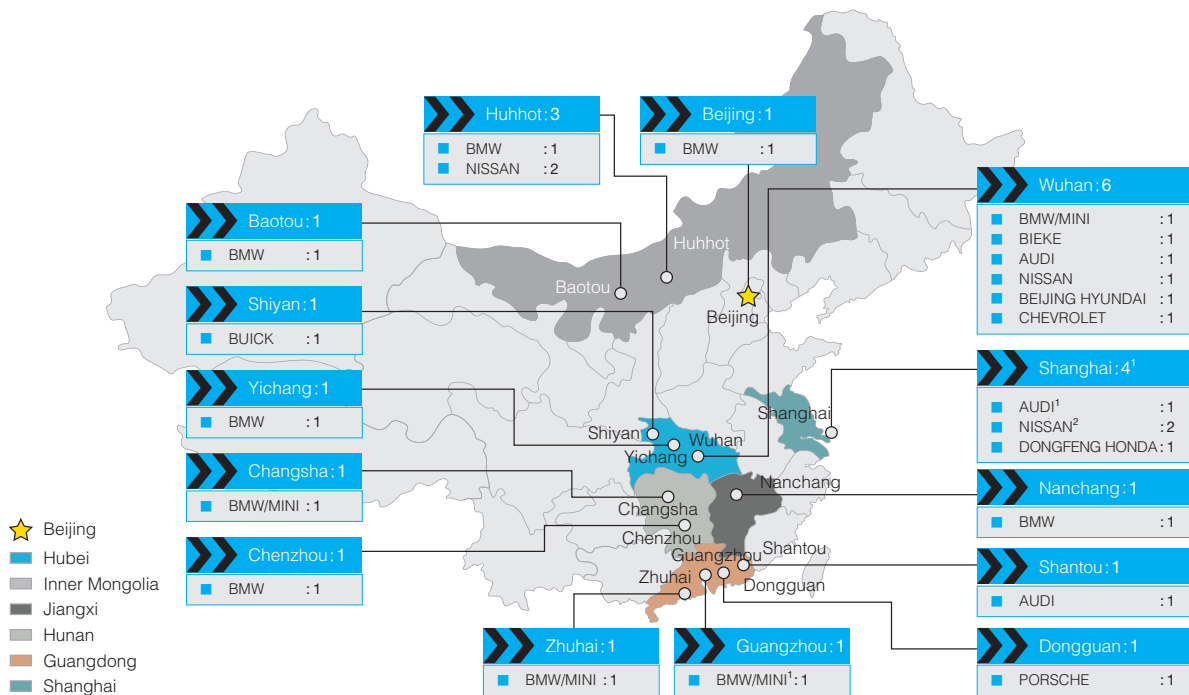 Huhhot : 3
BMW : 1
NISSAN : 2
Beijing : 1
BMW : 1
Wuhan : 6
BMW/MINI : 1
BIEKE : 1
AUDI : 1
NISSAN : 1
BEIJING HYUNDAI : 1
CHEVROLET : 1
Baotou : 1
BMW : 1
Shiyan : 1
BUICK : 1
Yichang : 1
BMW : 1
Changsha : 1
BMW/MINI : 1
Chenzhou : 1
BMW : 1
Shanghai : 4¹
AUDI¹ : 1
NISSAN² : 2
DONGFENG HONDA : 1
Nanchang : 1
BMW : 1
Shantou : 1
AUDI : 1
Dongguan : 1
PORSCHE : 1
Zhuhai : 1
BMW/MINI : 1
Guangzhou : 1
BMW/MINI¹ : 1
Huhhot
Baotou
Beijing
Shanghai
Shiyan
Wuhan
Yichang
Nanchang
Changsha
Chenzhou
Guangzhou
Shantou
Zhuhai
Dongguan
Beijing
Hubei
Inner Mongolia
Jiangxi
Hunan
Guangdong
Shanghai